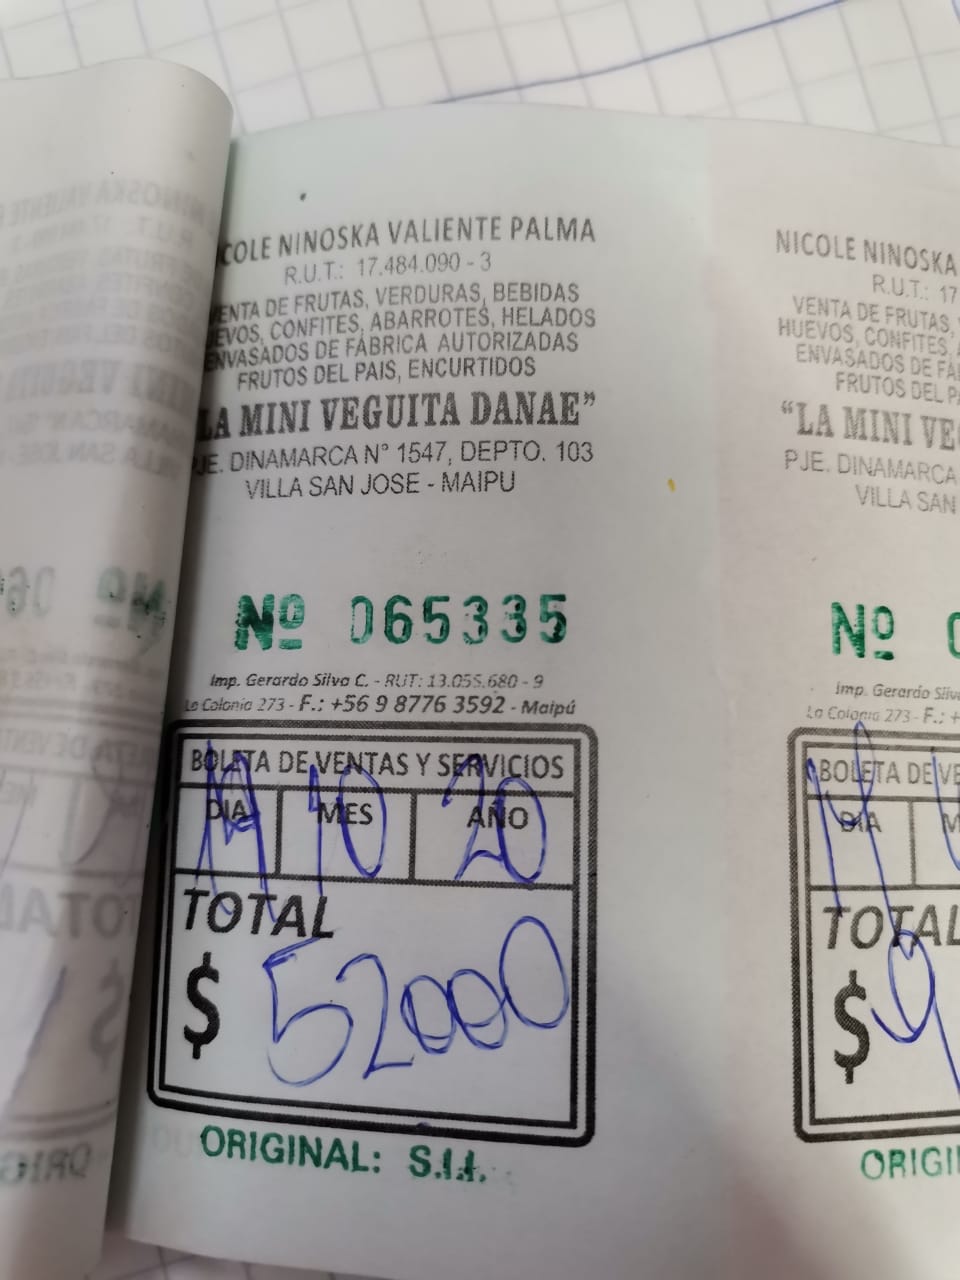 COLE NINOSKA VALIENTE PALMA
R.U.T.: 17.484.090 - 3
VENTA DE FRUTAS, VERDURAS, BEBIDAS
HUEVOS, CONFITES, ABARROTES, HELADOS
ENVASADOS DE FÁBRICA AUTORIZADAS
FRUTOS DEL PAIS, ENCURTIDOS
"LA MINI VEGUITA DANAE"
PJE. DINAMARCA N° 1547, DEPTO. 103
VILLA SAN JOSE - MAIPU
Nº 065335
Imp. Gerardo Silva C. - RUT: 13.055.680 - 9
La Colonia 273 - F.: +56 9 8776 3592 - Maipú
BOLETA DE VENTAS Y SERVICIOS
DIA MES AÑO
10 20
TOTAL
$ 52000
ORIGINAL: S.I.I.
NICOLE NINOSKA
R.U.T.: 17
VENTA DE FRUTAS,
HUEVOS, CONFITES,
ENVASADOS DE FÁ
FRUTOS DEL P
"LA MINI VE
PJE. DINAMARCA
VILLA SAN
Nº 0
Imp. Gerardo Silv
La Colonia 273 - F.: +
BOLETA DE VE
DIA M
TOTAL
$ 9
ORIGI